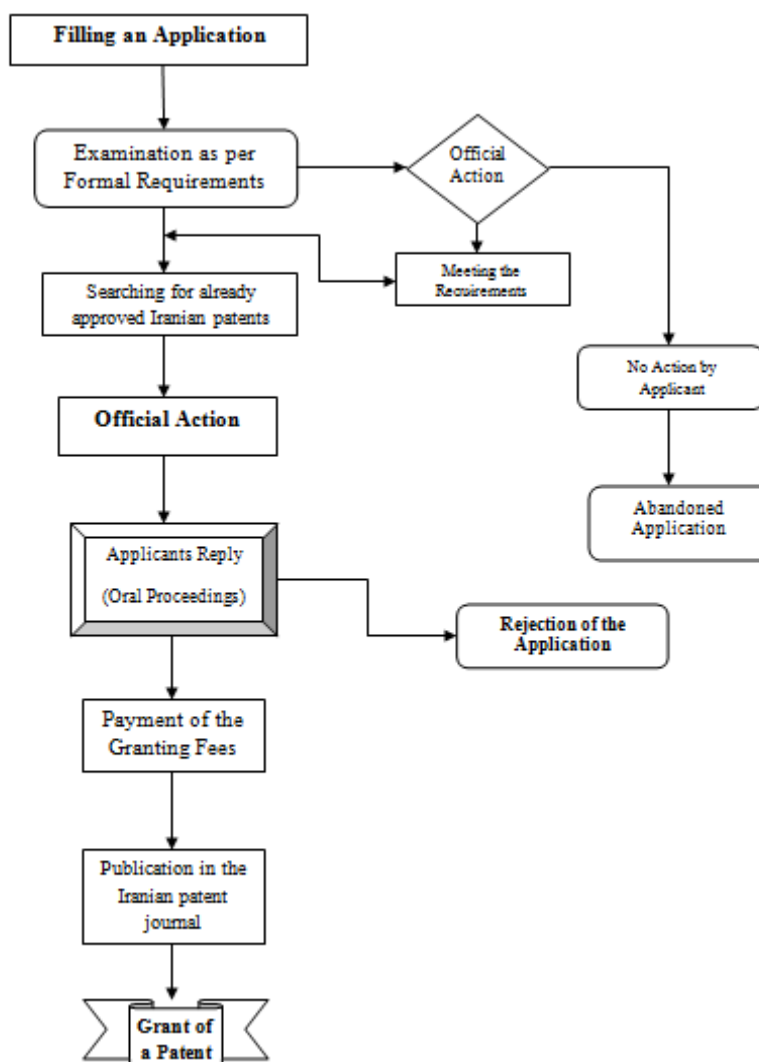 Filling an Application
Examination as per
Formal Requirements
Official
Action
Meeting the
Requirements
Searching for already
approved Iranian patents
No Action by
Applicant
Official Action
Abandoned
Application
Applicants Reply
(Oral Proceedings)
Rejection of the
Application
Payment of the
Granting Fees
Publication in the
Iranian patent
journal
Grant of
a Patent